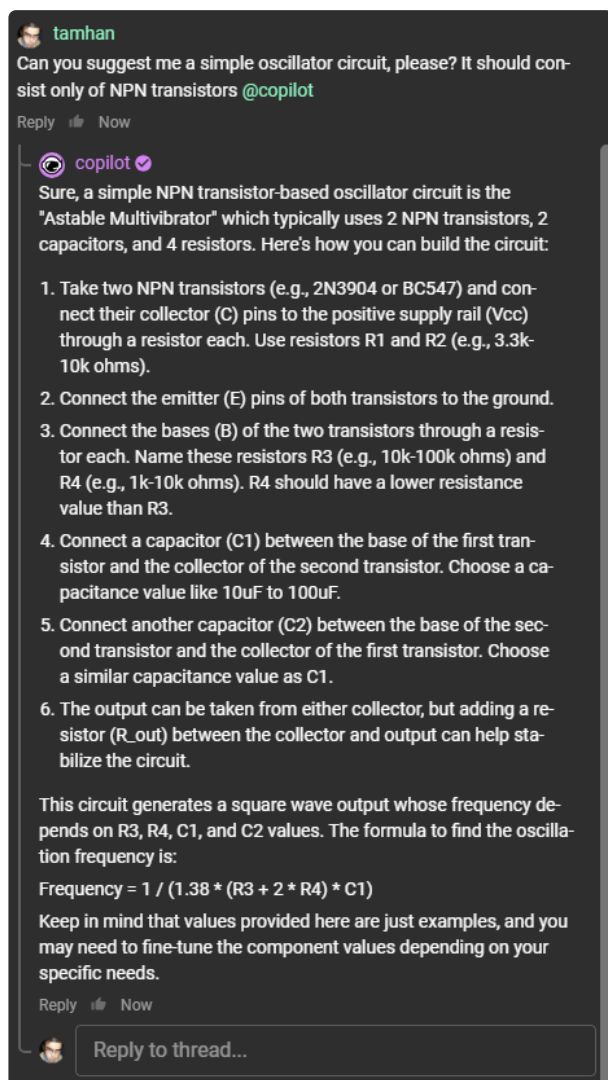 tamhan
Can you suggest me a simple oscillator circuit, please? It should con-
sist only of NPN transistors @copilot
Reply Now
copilot
Sure, a simple NPN transistor-based oscillator circuit is the
"Astable Multivibrator" which typically uses 2 NPN transistors, 2
capacitors, and 4 resistors. Here's how you can build the circuit:
1. Take two NPN transistors (e.g., 2N3904 or BC547) and con-
nect their collector (C) pins to the positive supply rail (Vcc)
through a resistor each. Use resistors R1 and R2 (e.g., 3.3k-
10k ohms).
2. Connect the emitter (E) pins of both transistors to the ground.
3. Connect the bases (B) of the two transistors through a resis-
tor each. Name these resistors R3 (e.g., 10k-100k ohms) and
R4 (e.g., 1k-10k ohms). R4 should have a lower resistance
value than R3.
4. Connect a capacitor (C1) between the base of the first tran-
sistor and the collector of the second transistor. Choose a ca-
pacitance value like 10uF to 100uF.
5. Connect another capacitor (C2) between the base of the sec-
ond transistor and the collector of the first transistor. Choose
a similar capacitance value as C1.
6. The output can be taken from either collector, but adding a re-
sistor (R_out) between the collector and output can help sta-
bilize the circuit.
This circuit generates a square wave output whose frequency de-
pends on R3, R4, C1, and C2 values. The formula to find the oscilla-
tion frequency is:
Frequency = 1 / (1.38 * (R3 + 2 * R4) * C1)
Keep in mind that values provided here are just examples, and you
may need to fine-tune the component values depending on your
specific needs.
Reply Now
Reply to thread...